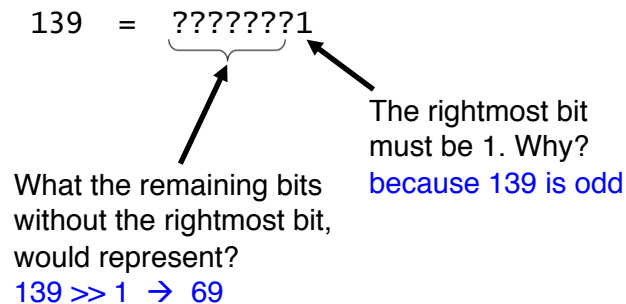 139 = ???????1
The rightmost bit
must be 1. Why?
because 139 is odd
What the remaining bits
without the rightmost bit,
would represent?
139 >> 1 → 69